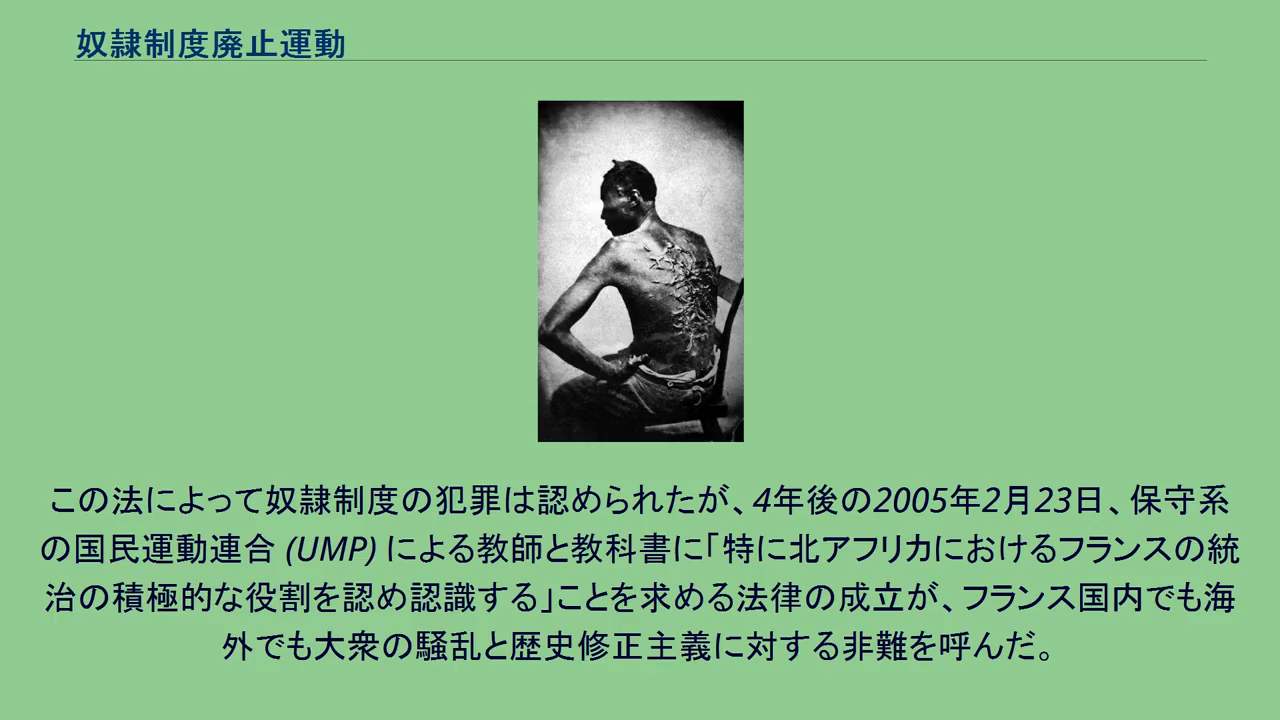 奴隷制度廃止運動
この法によって奴隷制度の犯罪は認められたが、4年後の2005年2月23日、保守系
の国民運動連合 (UMP) による教師と教科書に「特に北アフリカにおけるフランスの統
治の積極的な役割を認め認識する」ことを求める法律の成立が、フランス国内でも海
外でも大衆の騒乱と歴史修正主義に対する非難を呼んだ。